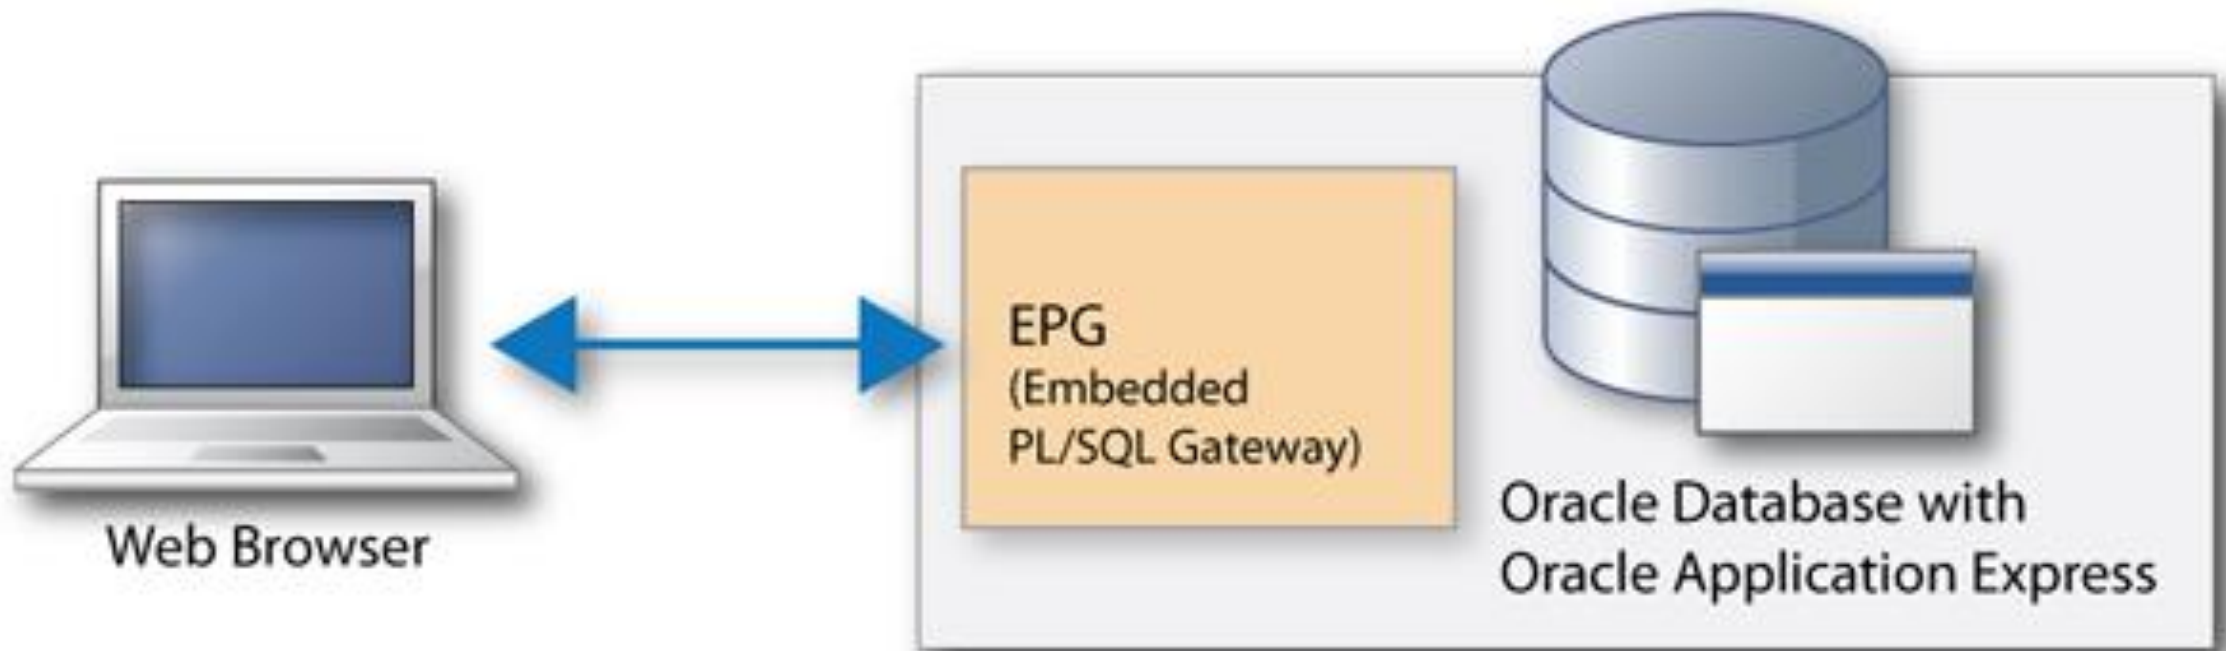 Web Browser
EPG
(Embedded
PL/SQL Gateway)
Oracle Database with
Oracle Application Express